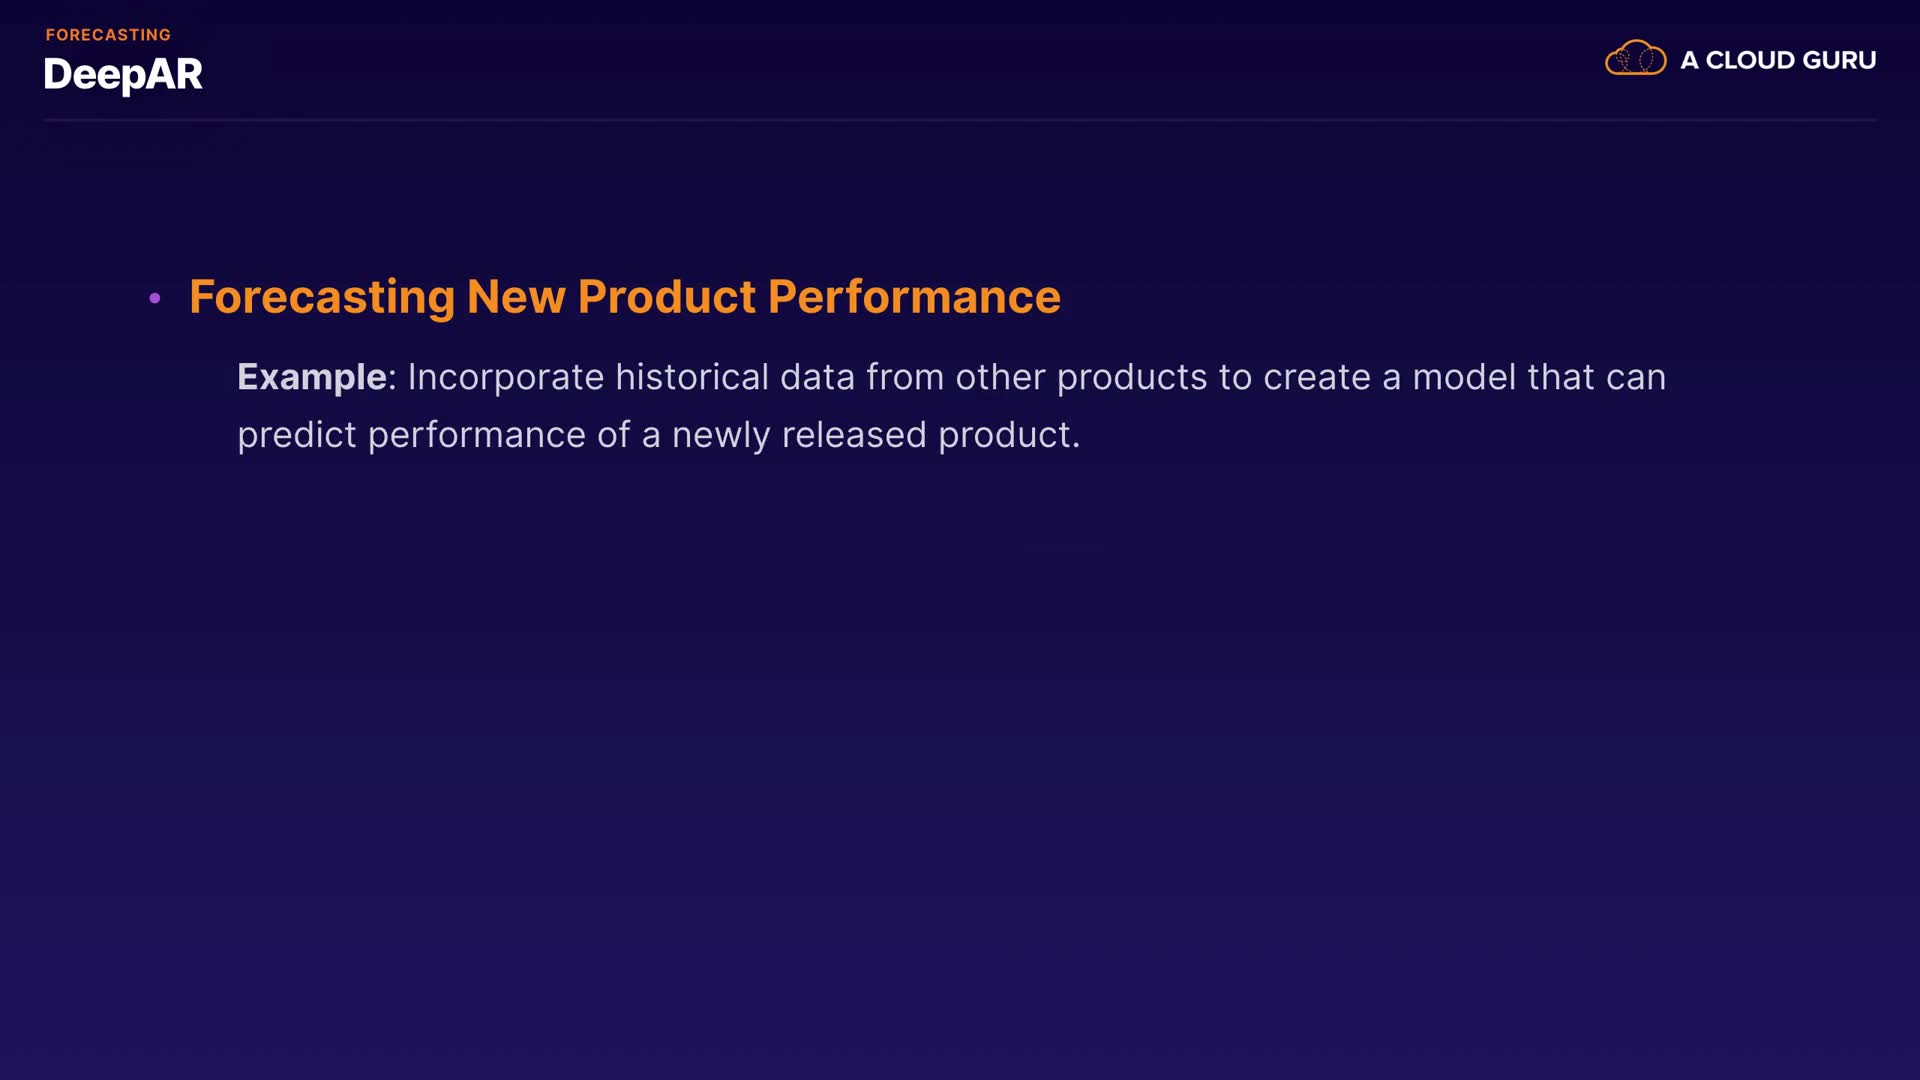 FORECASTING
DeepAR
A CLOUD GURU
• Forecasting New Product Performance
Example: Incorporate historical data from other products to create a model that can
predict performance of a newly released product.